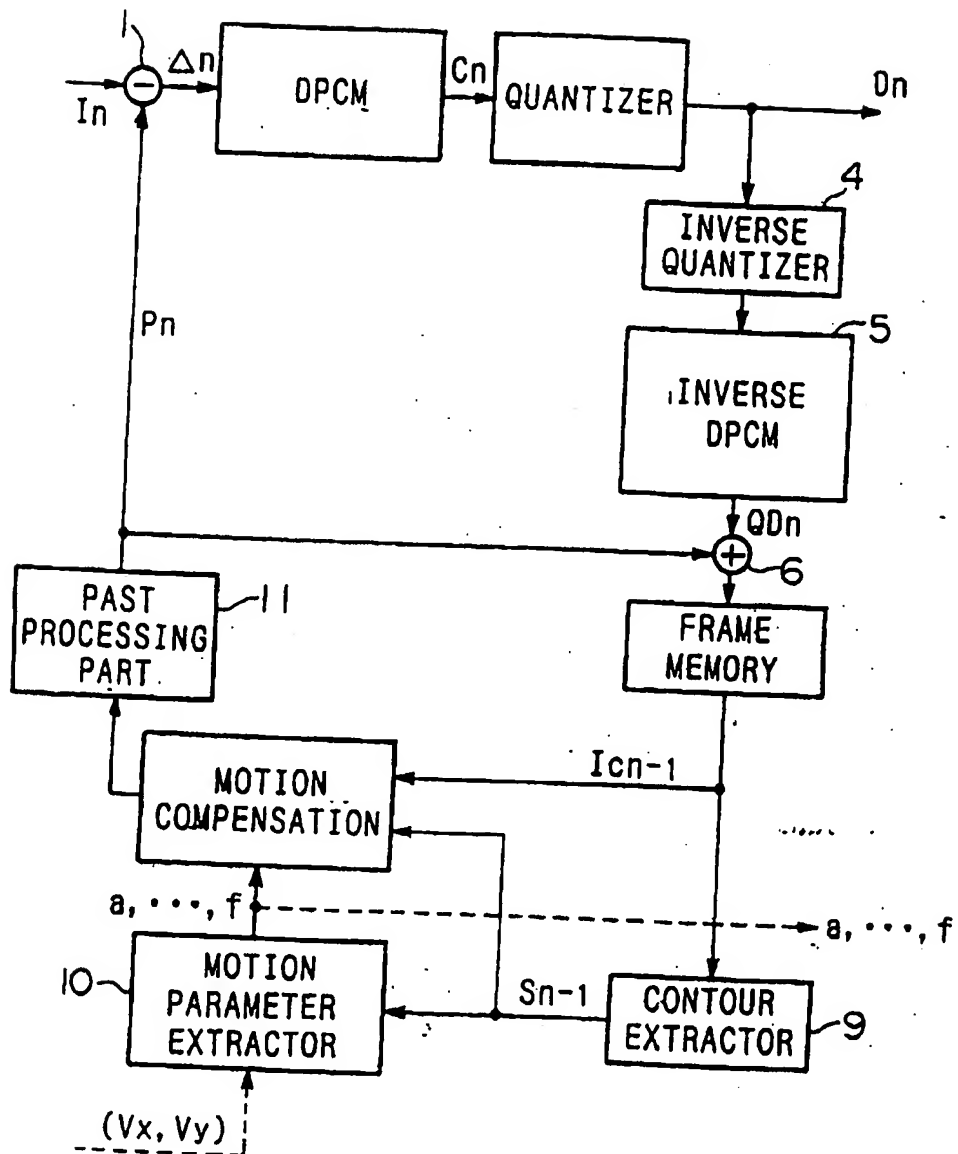 1
In
Δn
DPCM
Cn
QUANTIZER
Dn
4
INVERSE
QUANTIZER
5
INVERSE
DPCM
Pn
QDn
+
6
PAST
PROCESSING
PART
11
FRAME
MEMORY
MOTION
COMPENSATION
Icn-1
a, ···, f
a, ···, f
10
MOTION
PARAMETER
EXTRACTOR
Sn-1
CONTOUR
EXTRACTOR
9
(Vx, Vy)